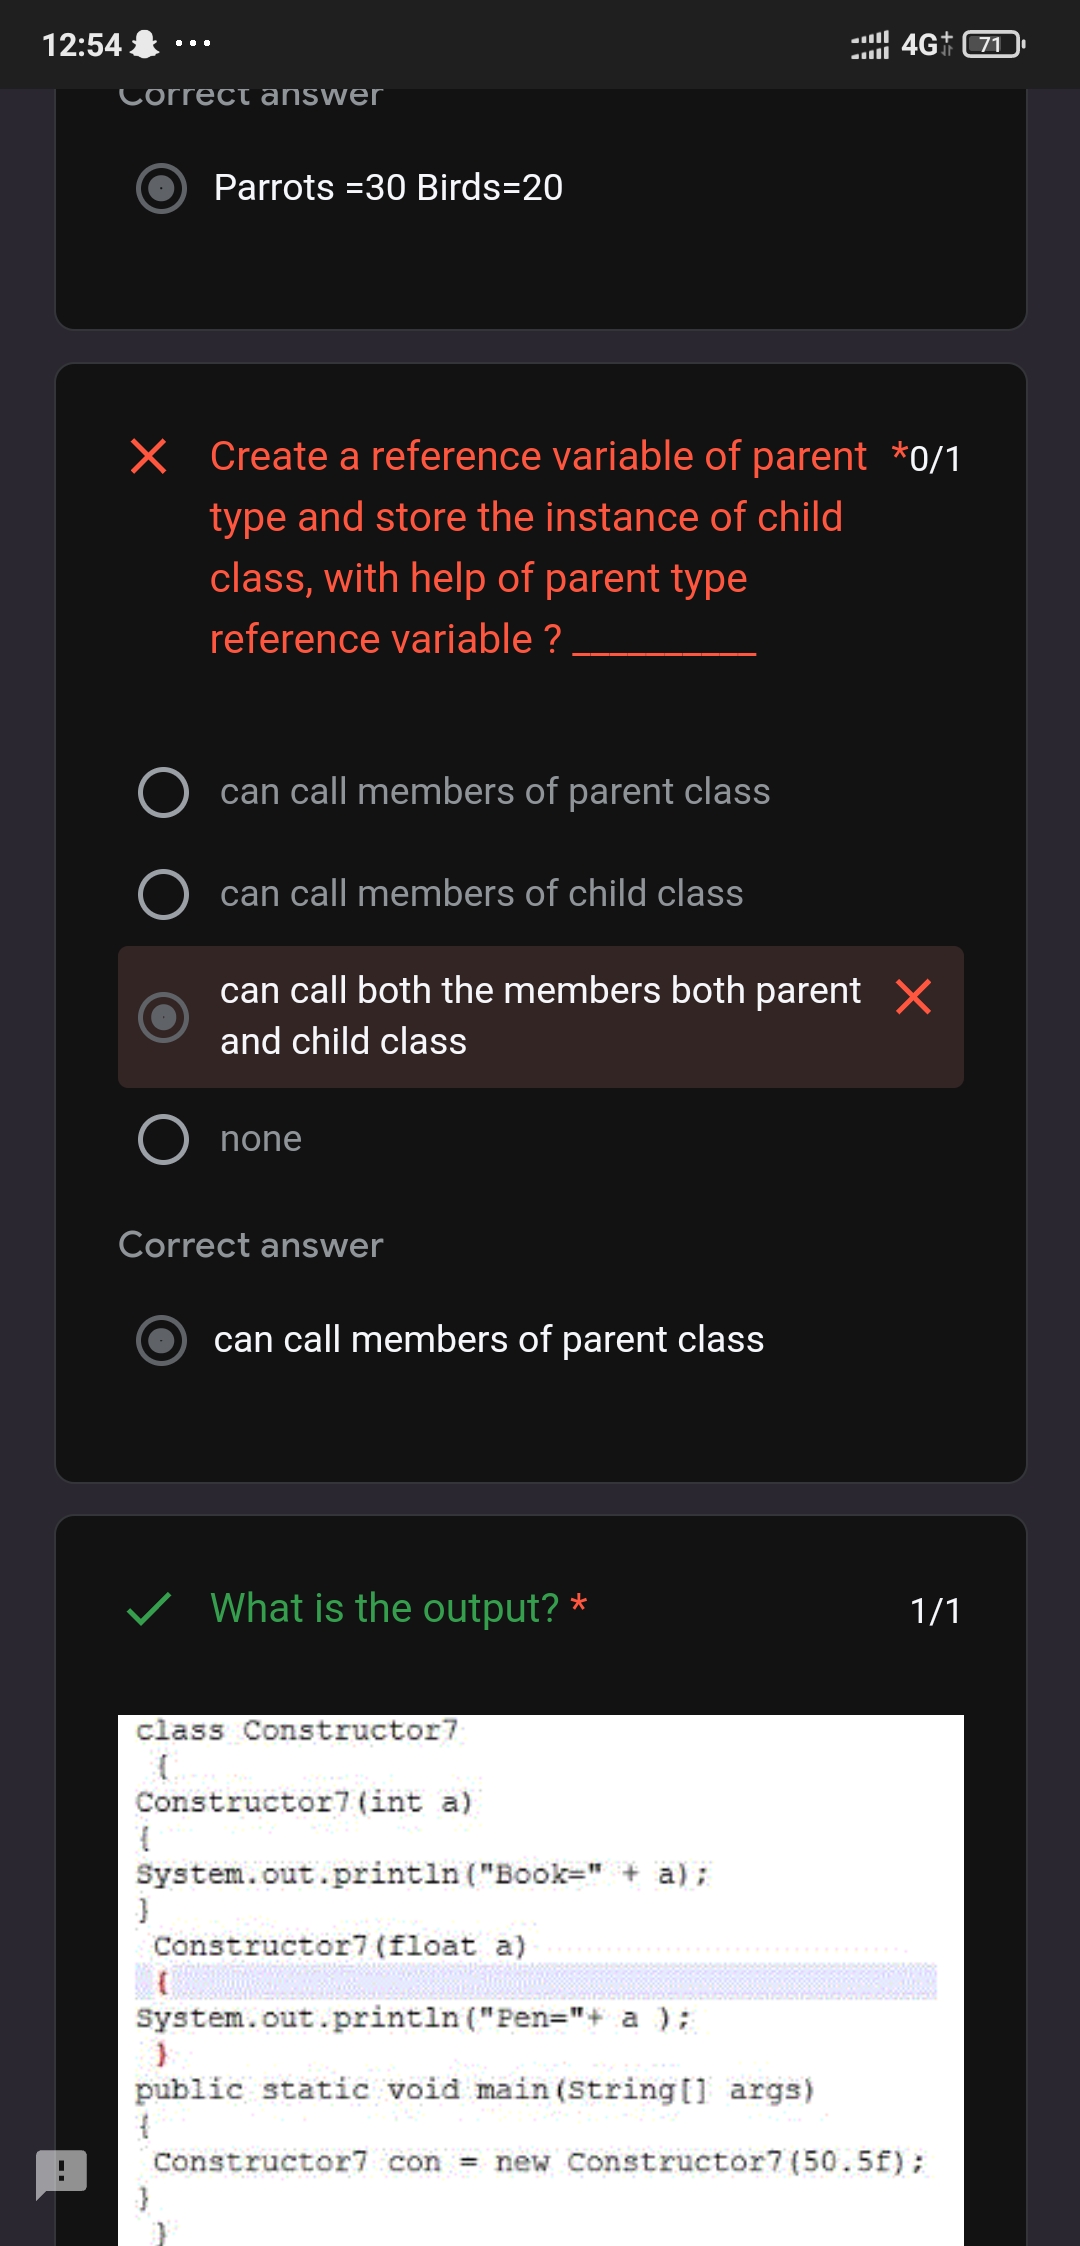 12:54
4G+
71
Correct answer
Parrots =30 Birds=20
Create a reference variable of parent *0/1
type and store the instance of child
class, with help of parent type
reference variable ? __________
can call members of parent class
can call members of child class
can call both the members both parent
and child class
none
Correct answer
can call members of parent class
What is the output? * 1/1
class Constructor7
{
Constructor7(int a)
{
System.out.println("Book=" + a);
}
Constructor7(float a)
{
System.out.println("Pen="+ a );
}
public static void main(String[] args)
{
Constructor7 con = new Constructor7(50.5f);
}
}